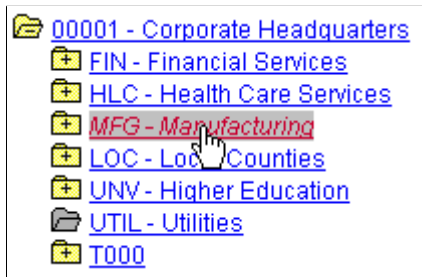 00001 - Corporate Headquarters
FIN - Financial Services
HLC - Health Care Services
MFG - Manufacturing
LOC - Local Counties
UNV - Higher Education
UTIL - Utilities
T000